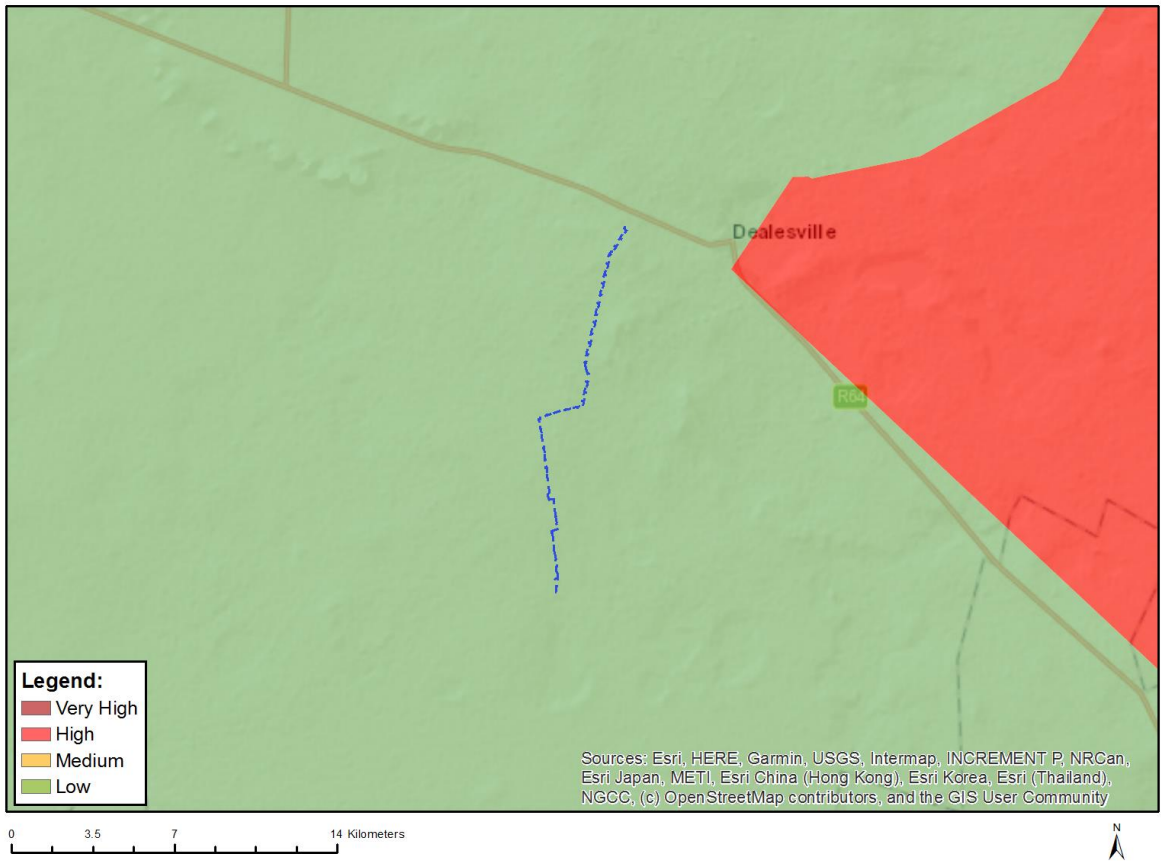 Dealesville
R64
Legend:
Very High
High
Medium
Low
Sources: Esri, HERE, Garmin, USGS, Intermap, INCREMENT P, NRCan,
Esri Japan, METI, Esri China (Hong Kong), Esri Korea, Esri (Thailand),
NGCC, (c) OpenStreetMap contributors, and the GIS User Community
0 3.5 7 14 Kilometers
N